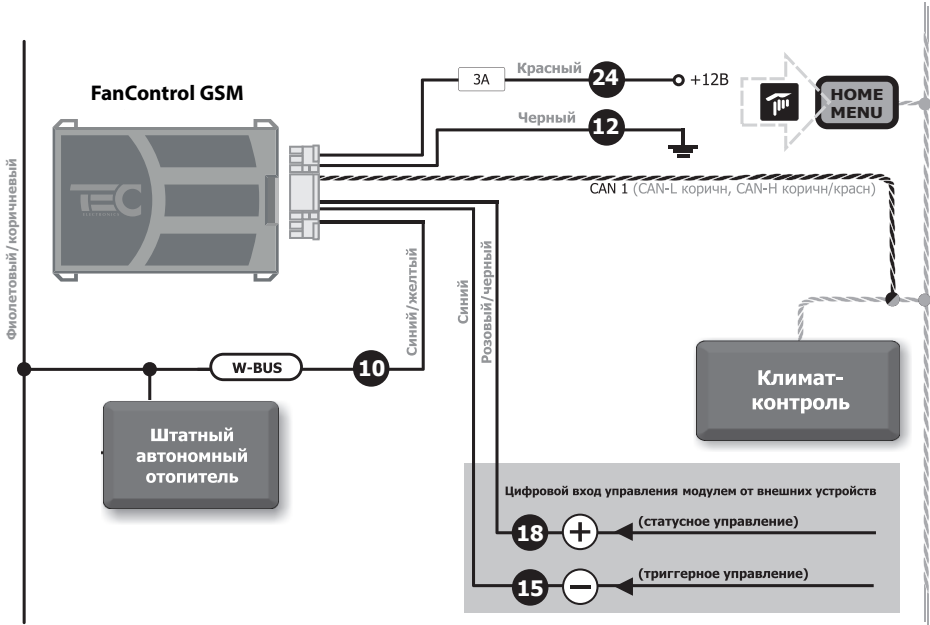 FanControl GSM
3А
Красный
24
+12В
HOME
MENU
Черный
12
CAN 1 (CAN-L коричн, CAN-H коричн/красн)
TEC
ELECTRONICS
Фиолетовый/коричневый
Синий/желтый
Синий
Розовый/черный
W-BUS
10
Штатный
автономный
отопитель
Климат-
контроль
Цифровой вход управления модулем от внешних устройств
18
+
(статусное управление)
15
−
(триггерное управление)